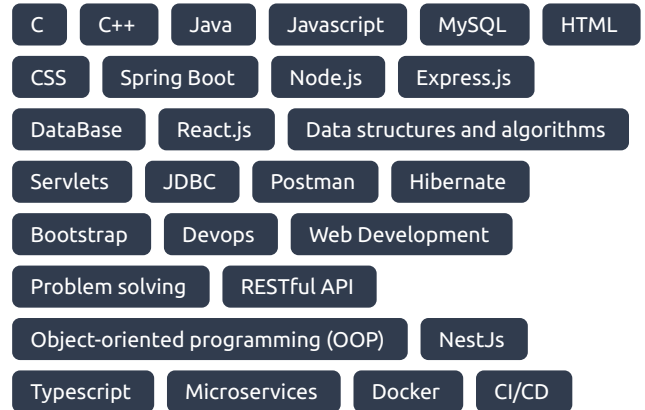 C C++ Java Javascript MySQL HTML
CSS Spring Boot Node.js Express.js
DataBase React.js Data structures and algorithms
Servlets JDBC Postman Hibernate
Bootstrap Devops Web Development
Problem solving RESTful API
Object-oriented programming (OOP) NestJs
Typescript Microservices Docker CI/CD